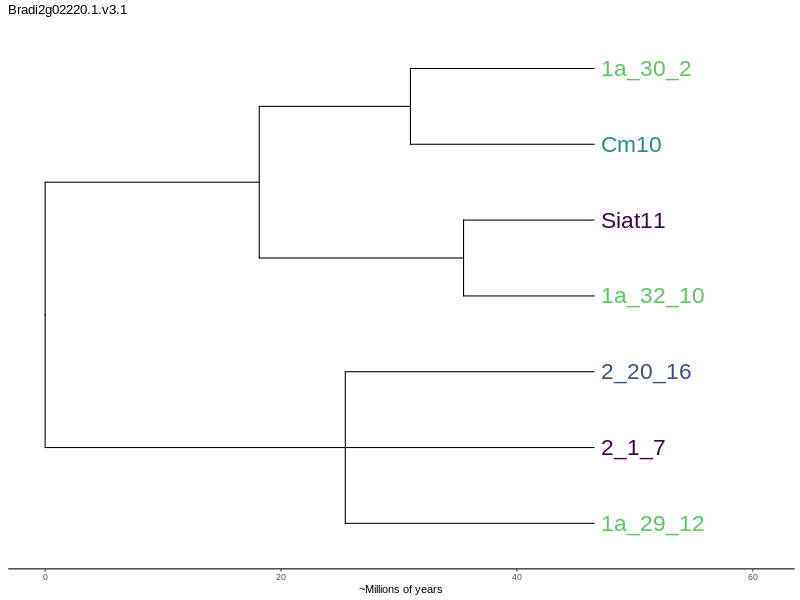 Bradi2g02220.1.v3.1
1a_30_2
Cm10
Siat11
1a_32_10
2_20_16
2_1_7
1a_29_12
0 20 40 60
~Millions of years